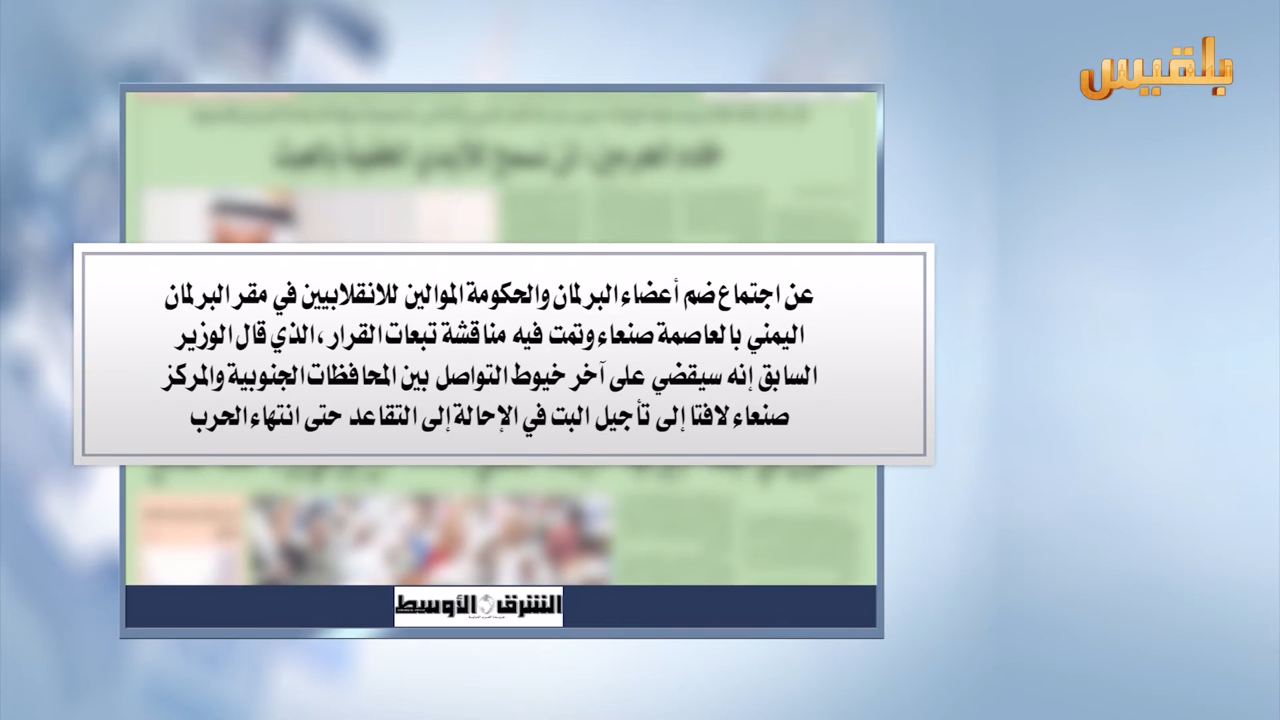 بلقيس
عن اجتماع ضم أعضاء البرلمان والحكومة الموالين للانقلابيين في مقر البرلمان
اليمني بالعاصمة صنعاء وتمت فيه مناقشة تبعات القرار، الذي قال الوزير
السابق إنه سيقضي على آخر خيوط التواصل بين المحافظات الجنوبية والمركز
صنعاء لافتا إلى تأجيل البت في الإحالة إلى التقاعد حتى انتهاء الحرب
الشرق الأوسط